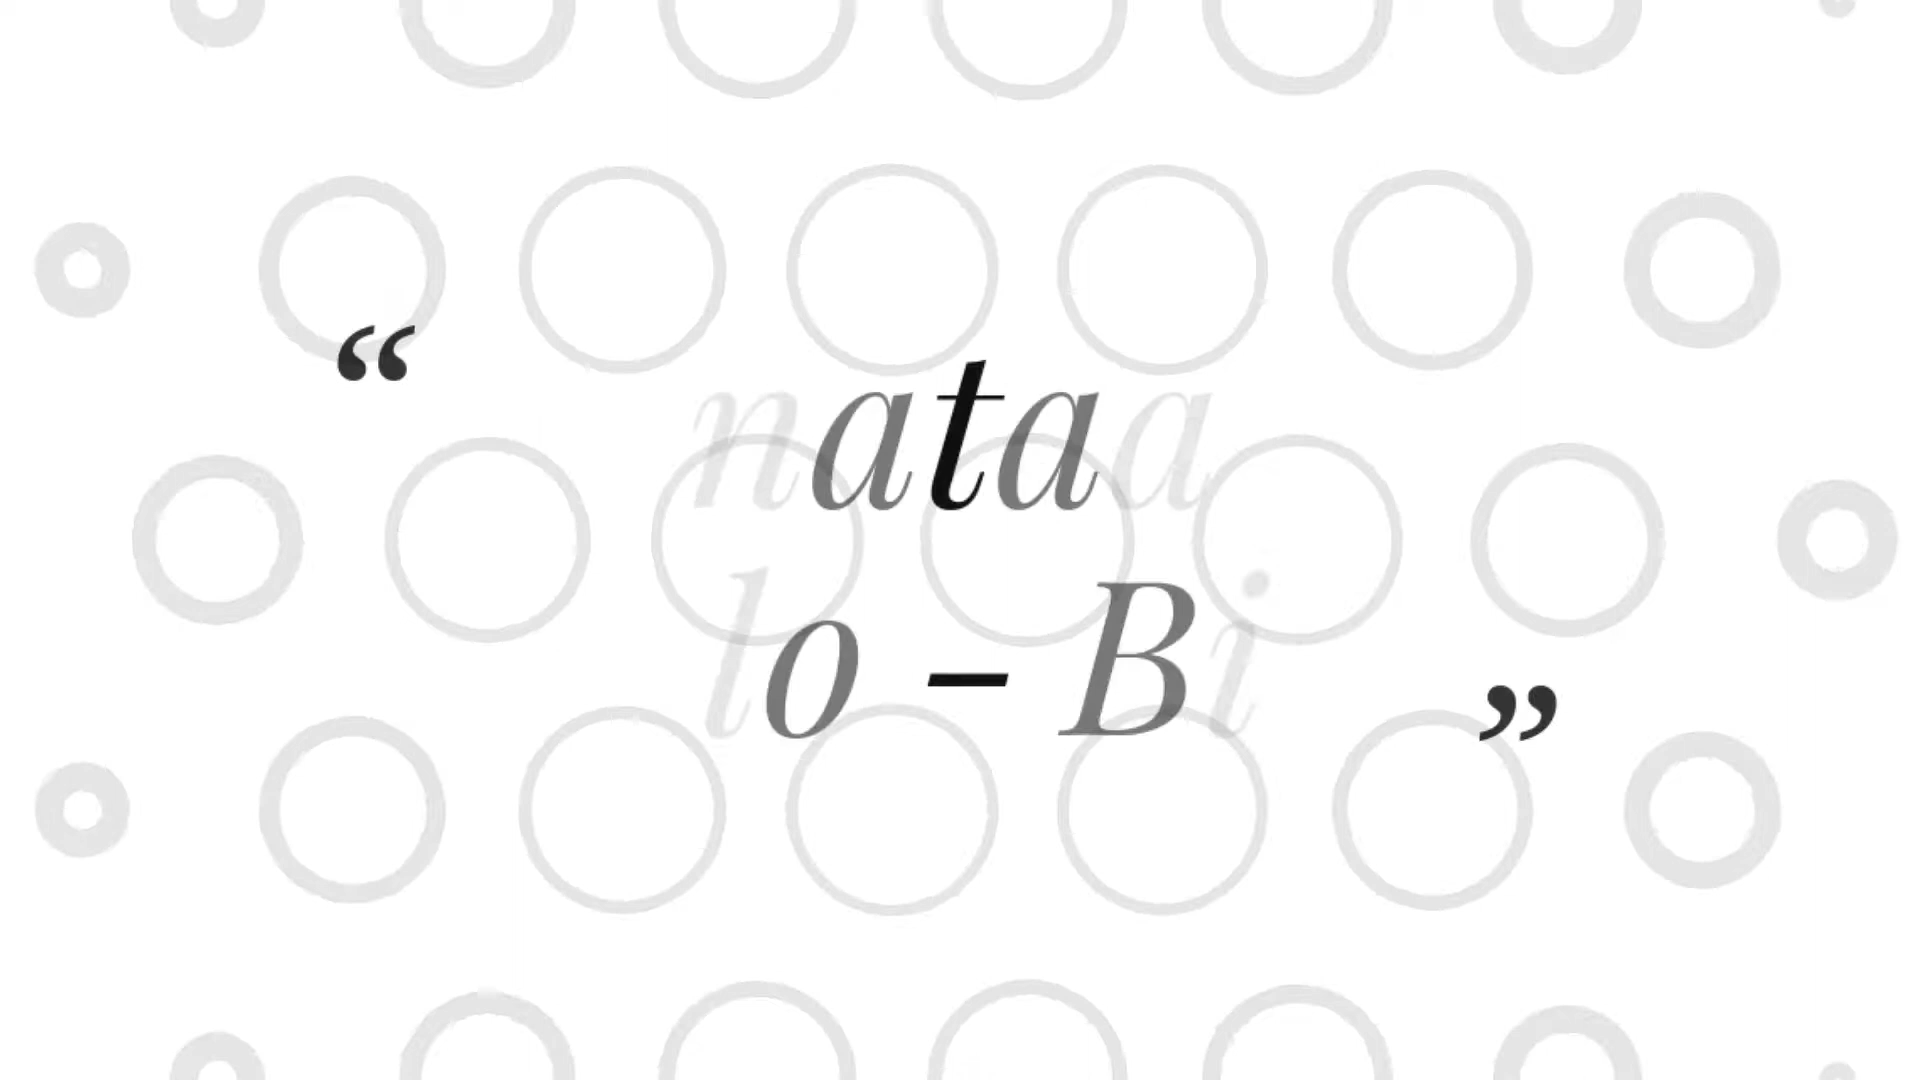 “
nataa
lo – Bi
”